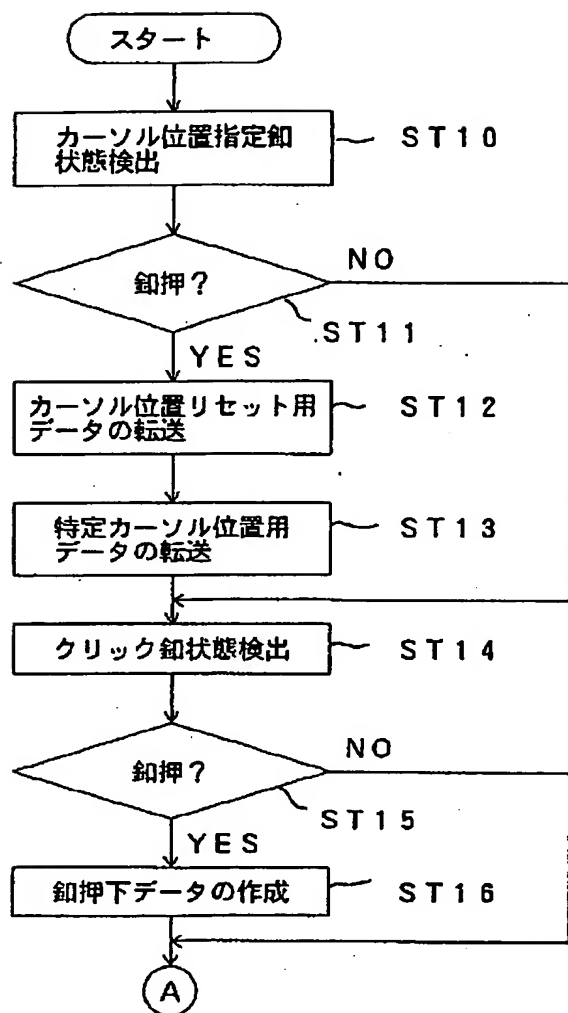 スタート
カーソル位置指定釦
状態検出
ST10
釦押?
NO
ST11
YES
カーソル位置リセット用
データの転送
ST12
特定カーソル位置用
データの転送
ST13
クリック釦状態検出
ST14
釦押?
NO
ST15
YES
釦押下データの作成
ST16
A